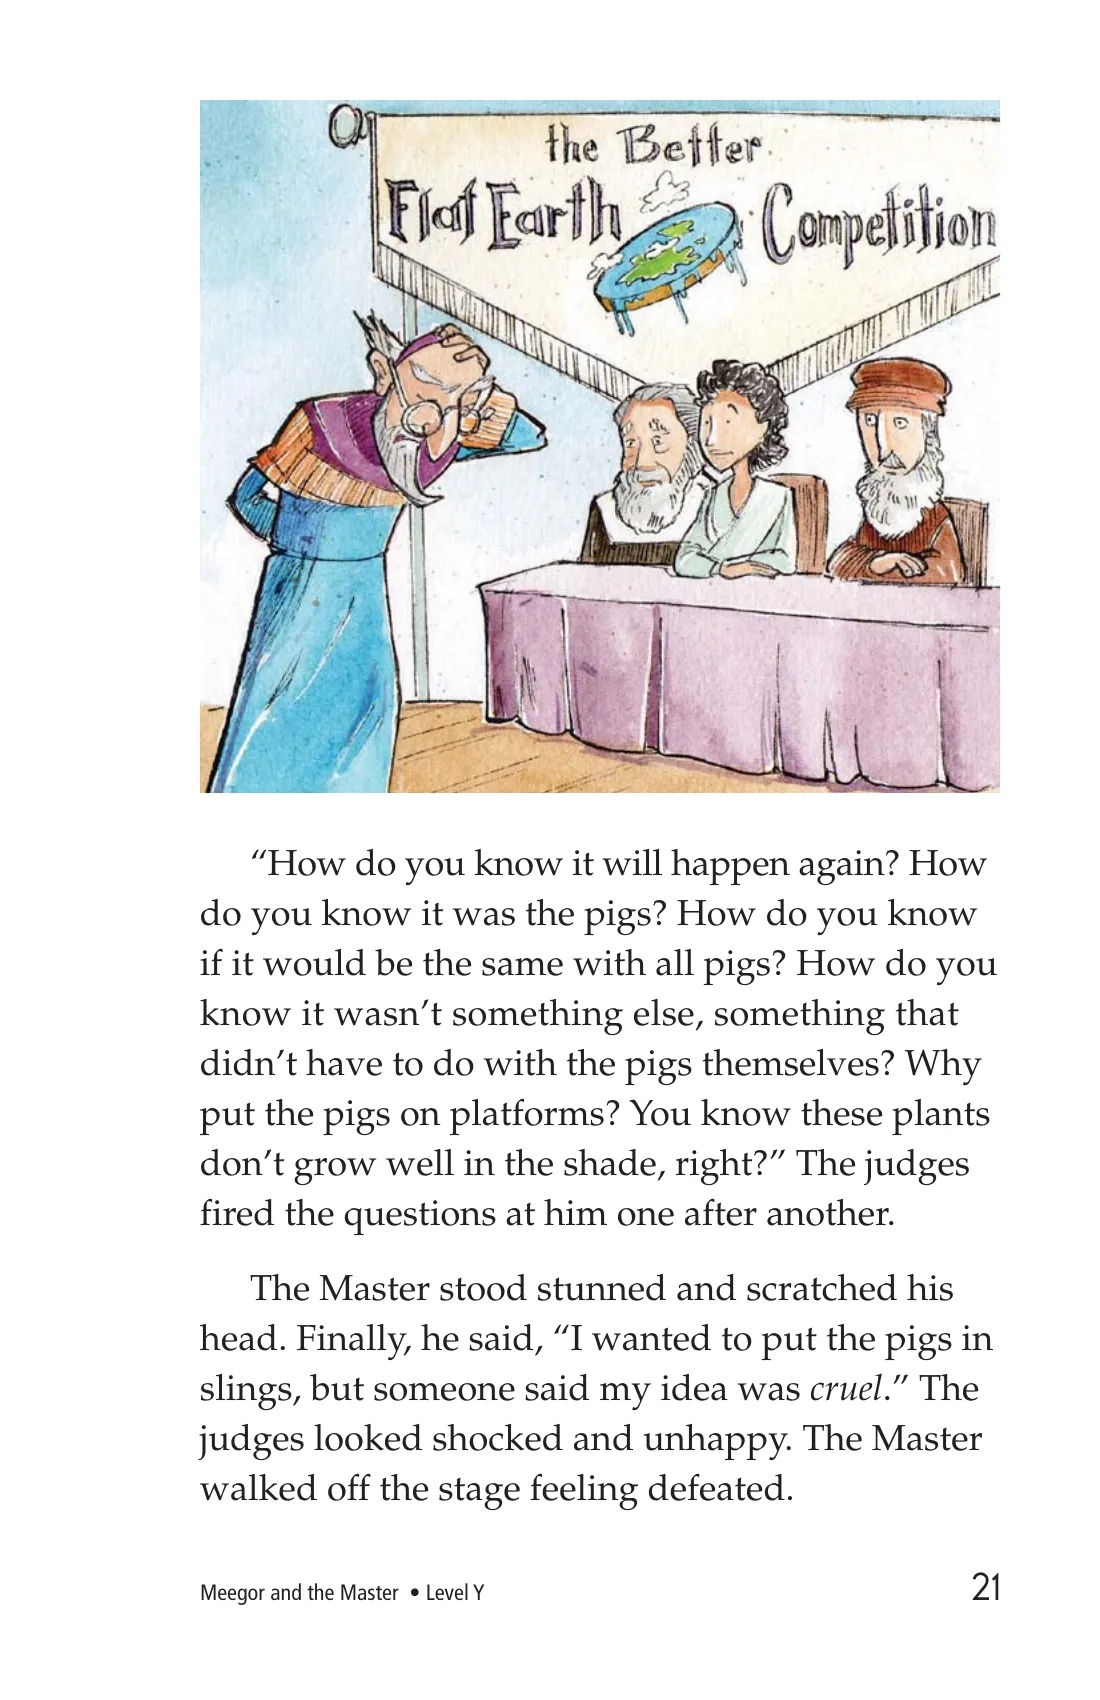 the Better
Flat Earth Competition
“How do you know it will happen again? How
do you know it was the pigs? How do you know
if it would be the same with all pigs? How do you
know it wasn’t something else, something that
didn’t have to do with the pigs themselves? Why
put the pigs on platforms? You know these plants
don’t grow well in the shade, right?” The judges
fired the questions at him one after another.
The Master stood stunned and scratched his
head. Finally, he said, “I wanted to put the pigs in
slings, but someone said my idea was cruel.” The
judges looked shocked and unhappy. The Master
walked off the stage feeling defeated.
Meegor and the Master • Level Y
21